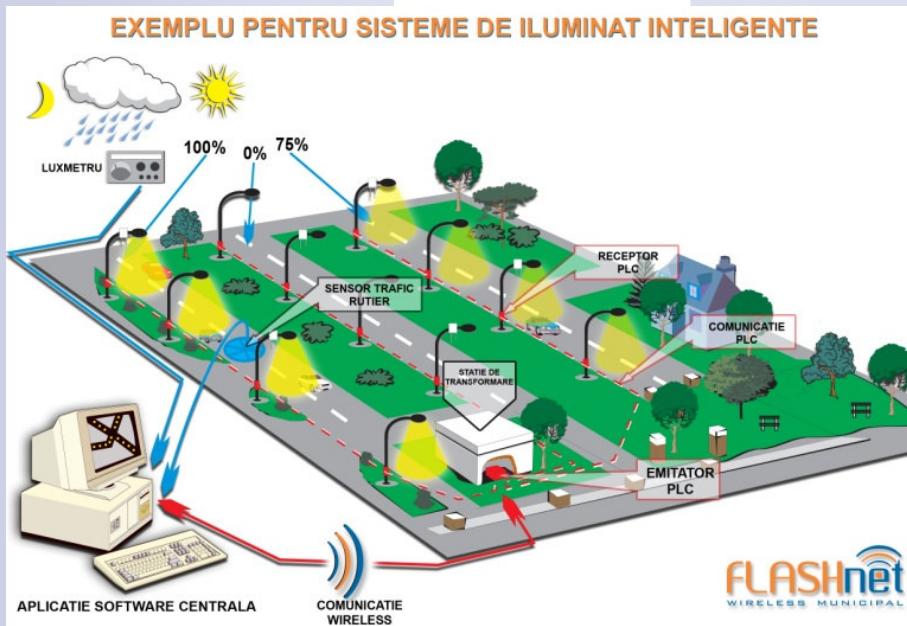 EXEMPLU PENTRU SISTEME DE ILUMINAT INTELIGENTE
100%
0%
75%
LUXMETRU
RECEPTOR
PLC
SENSOR TRAFIC
RUTIER
COMUNICATIE
PLC
STATIE DE
TRANSFORMARE
EMITATOR
PLC
APLICATIE SOFTWARE CENTRALA
COMUNICATIE
WIRELESS
FLASHnet
WIRELESS MUNICIPAL